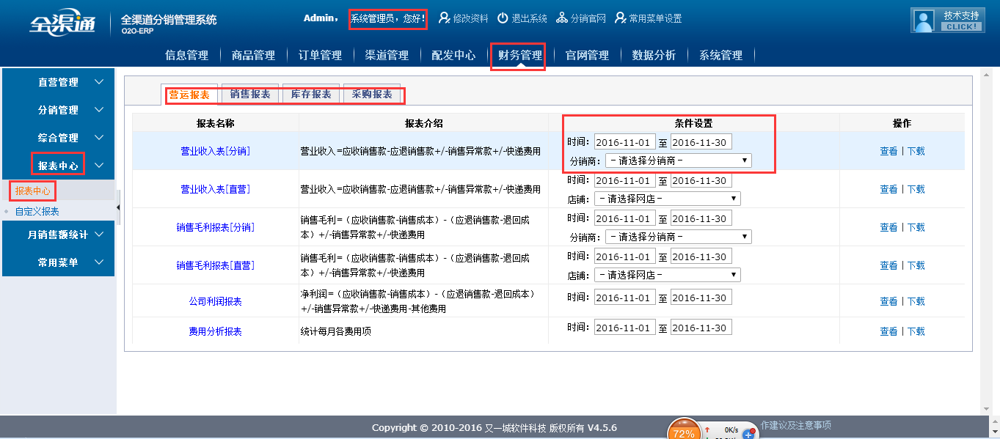 全渠通
全渠道分销管理系统
O2O-ERP
Admin， 系统管理员，您好！ 修改资料 退出系统 分销官网 常用菜单设置
技术支持
CLICK!
信息管理 商品管理 订单管理 渠道管理 配发中心 财务管理 官网管理 数据分析 系统管理
直营管理
分销管理
综合管理
报表中心
报表中心
自定义报表
月销售额统计
常用菜单
营运报表 销售报表 库存报表 采购报表
报表名称 报表介绍 条件设置 操作
营业收入表[分销] 营业收入=应收销售款-应退销售款+/-销售异常款+/-快递费用 时间： 2016-11-01 至 2016-11-30 查看 | 下载
分销商： －请选择分销商－
营业收入表[直营] 营业收入=应收销售款-应退销售款+/-销售异常款+/-快递费用 时间： 2016-11-01 至 2016-11-30 查看 | 下载
店铺： －请选择网店－
销售毛利报表[分销] 销售毛利=（应收销售款-销售成本）-（应退销售款-退回成 时间： 2016-11-01 至 2016-11-30 查看 | 下载
本）+/-销售异常款+/-快递费用 分销商： －请选择分销商－
销售毛利报表[直营] 销售毛利=（应收销售款-销售成本）-（应退销售款-退回成 时间： 2016-11-01 至 2016-11-30 查看 | 下载
本）+/-销售异常款+/-快递费用 店铺： －请选择网店－
公司利润报表 净利润=（应收销售款-销售成本）-（应退销售款-退回成本） 时间： 2016-11-01 至 2016-11-30 查看 | 下载
+/-销售异常款+/-快递费用-其他费用
费用分析报表 统计每月各费用项 时间： 2016-11-01 至 2016-11-30 查看 | 下载
Copyright © 2010-2016 又一城软件科技 版权所有 V4.5.6
72% 0K/s
作建议及注意事项